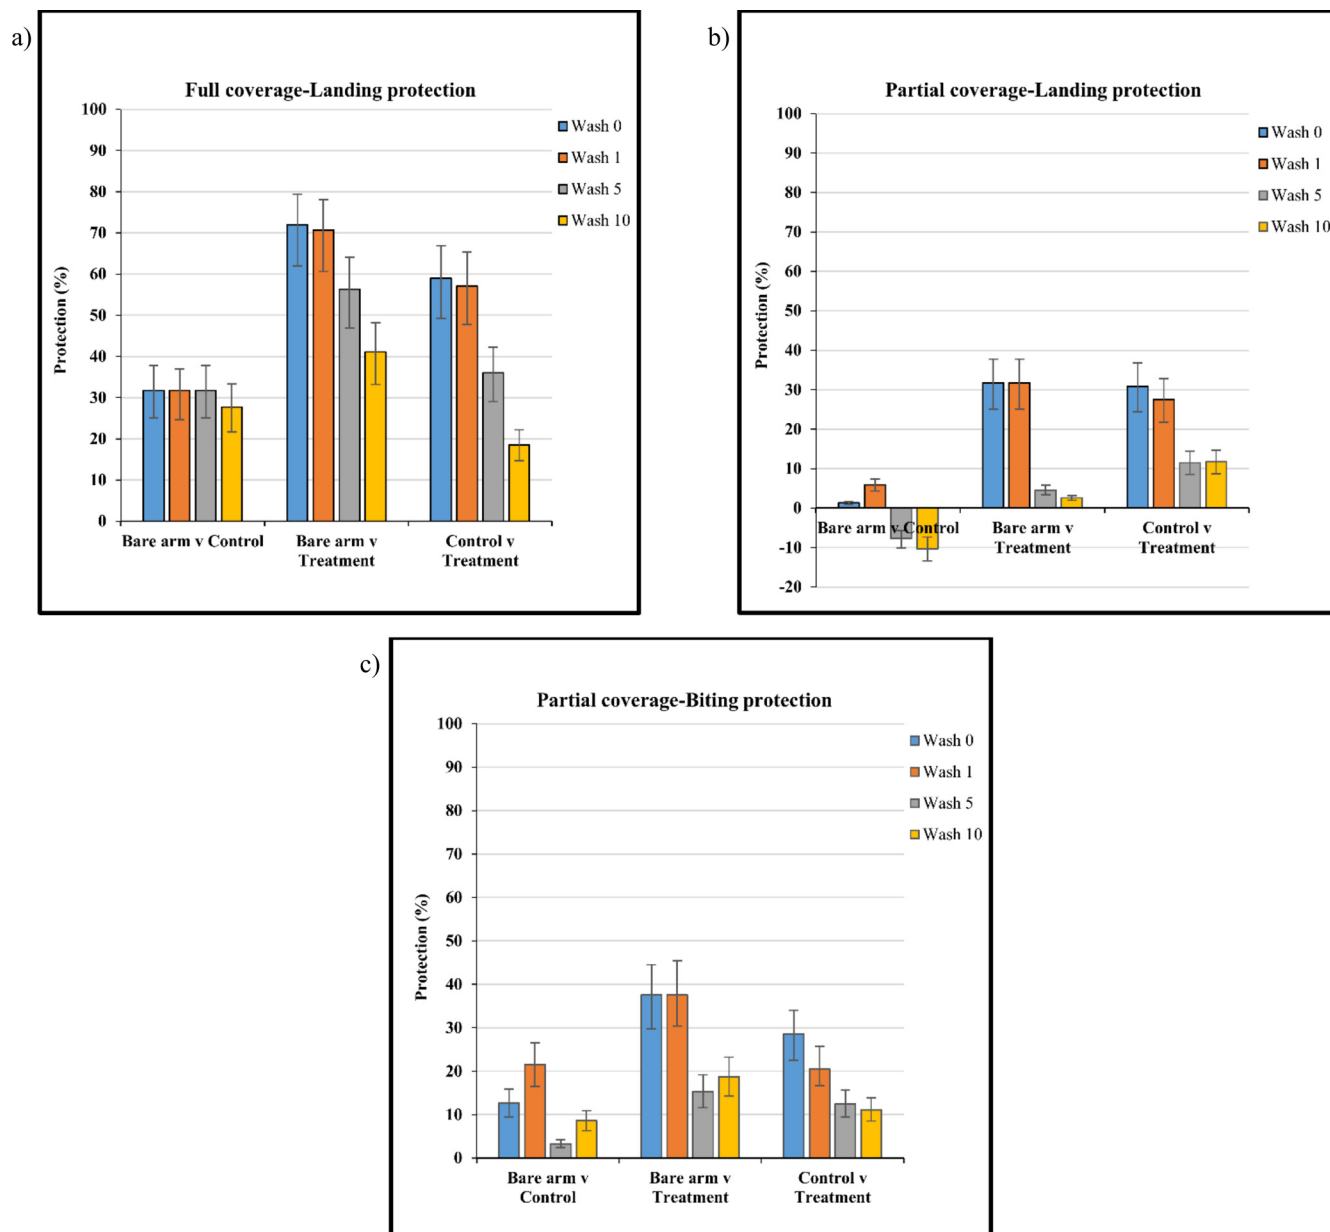 a)
Full coverage-Landing protection
100
90
80
70
60
50
40
30
20
10
0
Protection (%)
Bare arm v Control
Bare arm v
Treatment
Control v
Treatment
Wash 0
Wash 1
Wash 5
Wash 10
b)
Partial coverage-Landing protection
100
90
80
70
60
50
40
30
20
10
0
-10
-20
Protection (%)
Bare arm v Control
Bare arm v
Treatment
Control v
Treatment
Wash 0
Wash 1
Wash 5
Wash 10
c)
Partial coverage-Biting protection
100
90
80
70
60
50
40
30
20
10
0
Protection (%)
Bare arm v
Control
Bare arm v
Treatment
Control v
Treatment
Wash 0
Wash 1
Wash 5
Wash 10